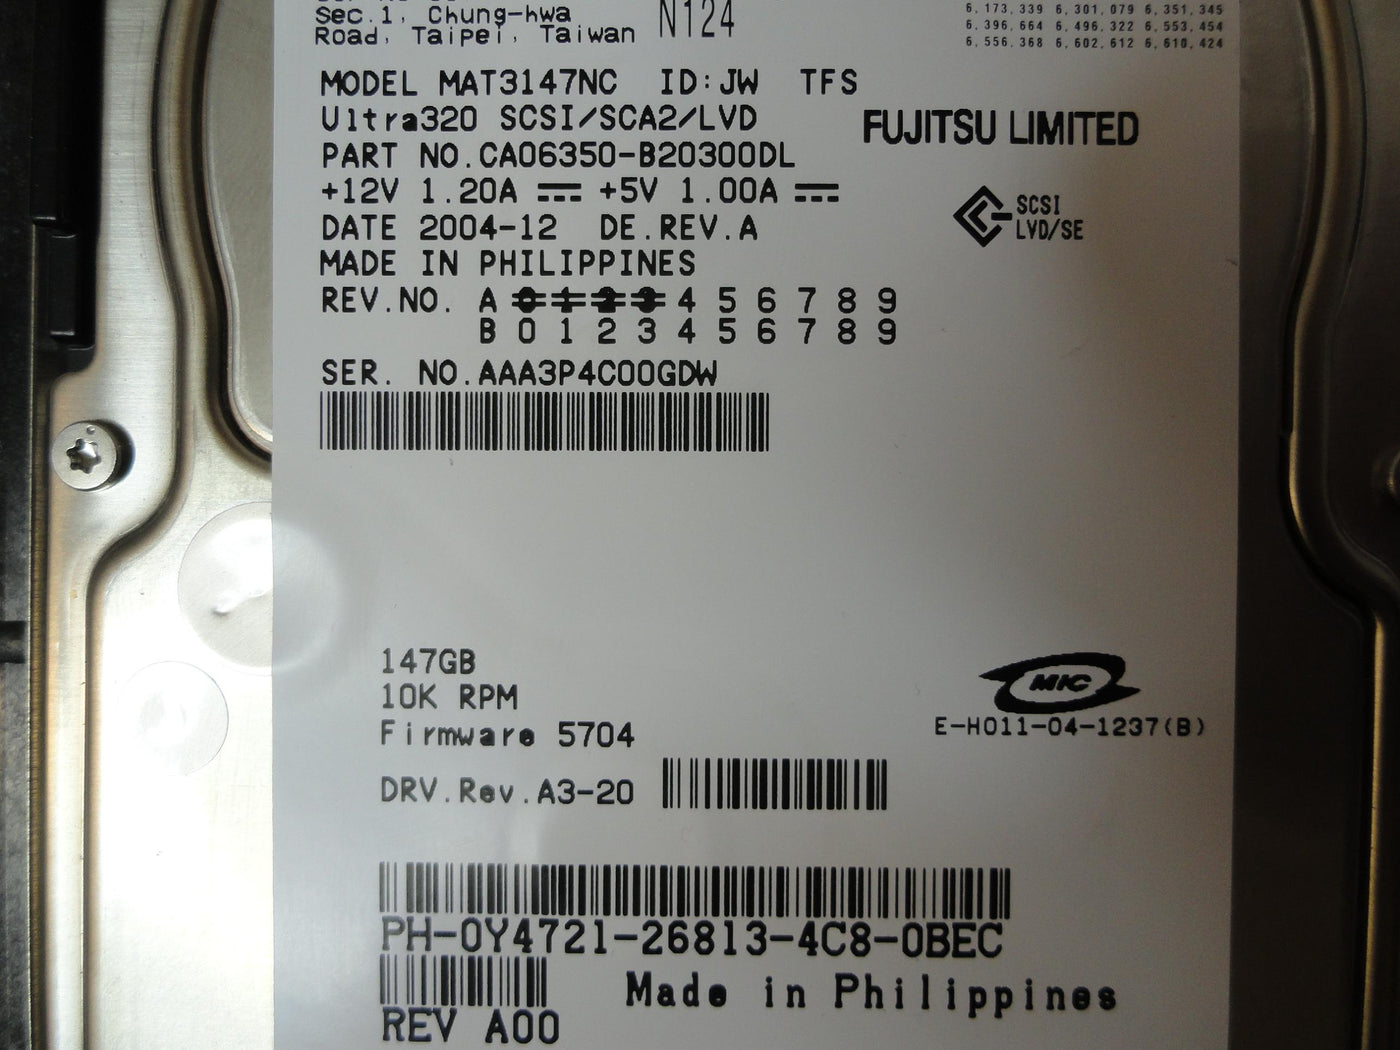 Sec.1, Chung-hwa
Road, Taipei, Taiwan
N124
6,173,339 6,301,079 6,351,345
6,396,664 6,496,322 6,553,454
6,556,368 6,602,612 6,610,424
MODEL MAT3147NC ID:JW TFS
Ultra320 SCSI/SCA2/LVD
FUJITSU LIMITED
PART NO.CA06350-B20300DL
+12V 1.20A ⎓ +5V 1.00A ⎓
SCSI
LVD/SE
DATE 2004-12 DE.REV.A
MADE IN PHILIPPINES
REV.NO. A 0 1 2 3 4 5 6 7 8 9
B 0 1 2 3 4 5 6 7 8 9
SER. NO.AAA3P4C00GDW
147GB
10K RPM
Firmware 5704
MIC
E-H011-04-1237(B)
DRV.Rev.A3-20
PH-0Y4721-26813-4C8-0BEC
Made in Philippines
REV A00